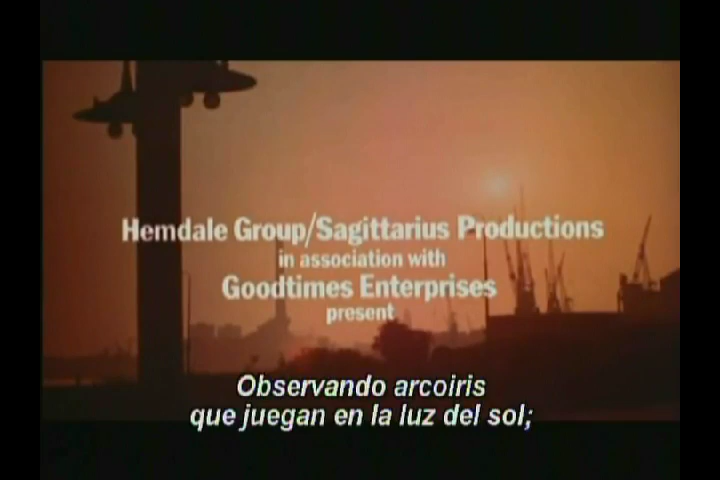 Hemdale Group/Sagittarius Productions
in association with
Goodtimes Enterprises
present
Observando arcoiris
que juegan en la luz del sol;